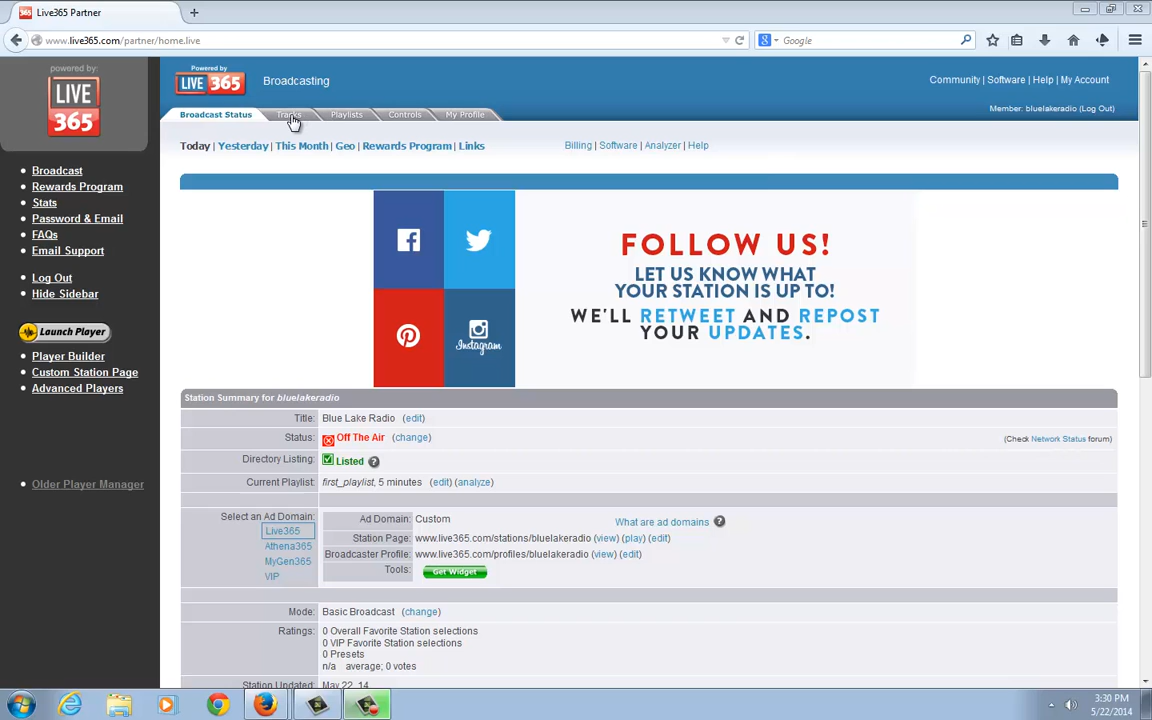 Live365 Partner
www.live365.com/partner/home.live
Google
powered by:
LIVE
365
Powered by
LIVE 365
Broadcasting
Community | Software | Help | My Account
Member: bluelakeradio (Log Out)
Broadcast Status
Tracks
Playlists
Controls
My Profile
Today | Yesterday | This Month | Geo | Rewards Program | Links
Billing | Software | Analyzer | Help
Broadcast
Rewards Program
Stats
Password & Email
FAQs
Email Support
Log Out
Hide Sidebar
Launch Player
Player Builder
Custom Station Page
Advanced Players
Older Player Manager
Instagram
FOLLOW US!
LET US KNOW WHAT
YOUR STATION IS UP TO!
WE'LL RETWEET AND REPOST
YOUR UPDATES.
Station Summary for bluelakeradio
Title: Blue Lake Radio (edit)
Status: Off The Air (change)
(Check Network Status forum)
Directory Listing: Listed ?
Current Playlist: first_playlist, 5 minutes (edit) (analyze)
Select an Ad Domain:
Live365
Athena365
MyGen365
VIP
Ad Domain: Custom
What are ad domains ?
Station Page: www.live365.com/stations/bluelakeradio (view) (play) (edit)
Broadcaster Profile: www.live365.com/profiles/bluelakeradio (view) (edit)
Tools: Get Widget
Mode: Basic Broadcast (change)
Ratings: 0 Overall Favorite Station selections
0 VIP Favorite Station selections
0 Presets
n/a average; 0 votes
Station Updated: May 22, 14
3:30 PM
5/22/2014